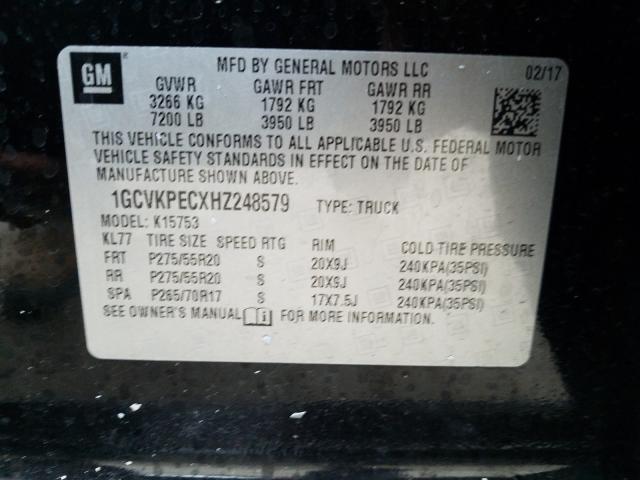 GM
MFD BY GENERAL MOTORS LLC 02/17
GVWR GAWR FRT GAWR RR
3266 KG 1792 KG 1792 KG
7200 LB 3950 LB 3950 LB
THIS VEHICLE CONFORMS TO ALL APPLICABLE U.S. FEDERAL MOTOR
VEHICLE SAFETY STANDARDS IN EFFECT ON THE DATE OF
MANUFACTURE SHOWN ABOVE.
1GCVKPECXHZ248579 TYPE: TRUCK
MODEL: K15753
KL77 TIRE SIZE SPEED RTG RIM COLD TIRE PRESSURE
FRT P275/55R20 S 20X9J 240KPA(35PSI)
RR P275/55R20 S 20X9J 240KPA(35PSI)
SPA P265/70R17 S 17X7.5J 240KPA(35PSI)
SEE OWNER'S MANUAL FOR MORE INFORMATION.